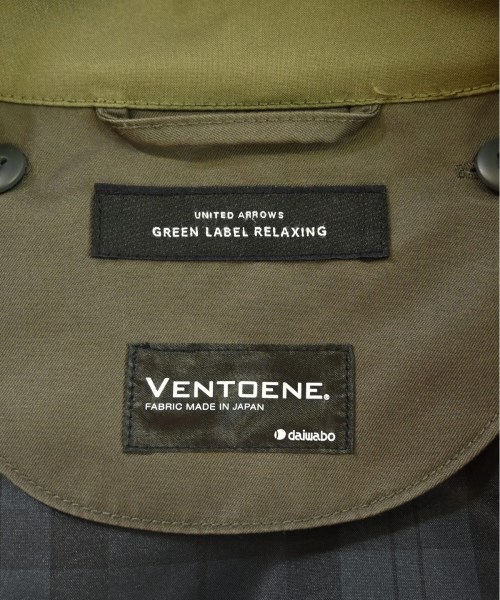 UNITED ARROWS
GREEN LABEL RELAXING
VENTOENE®
FABRIC MADE IN JAPAN
daiwabo